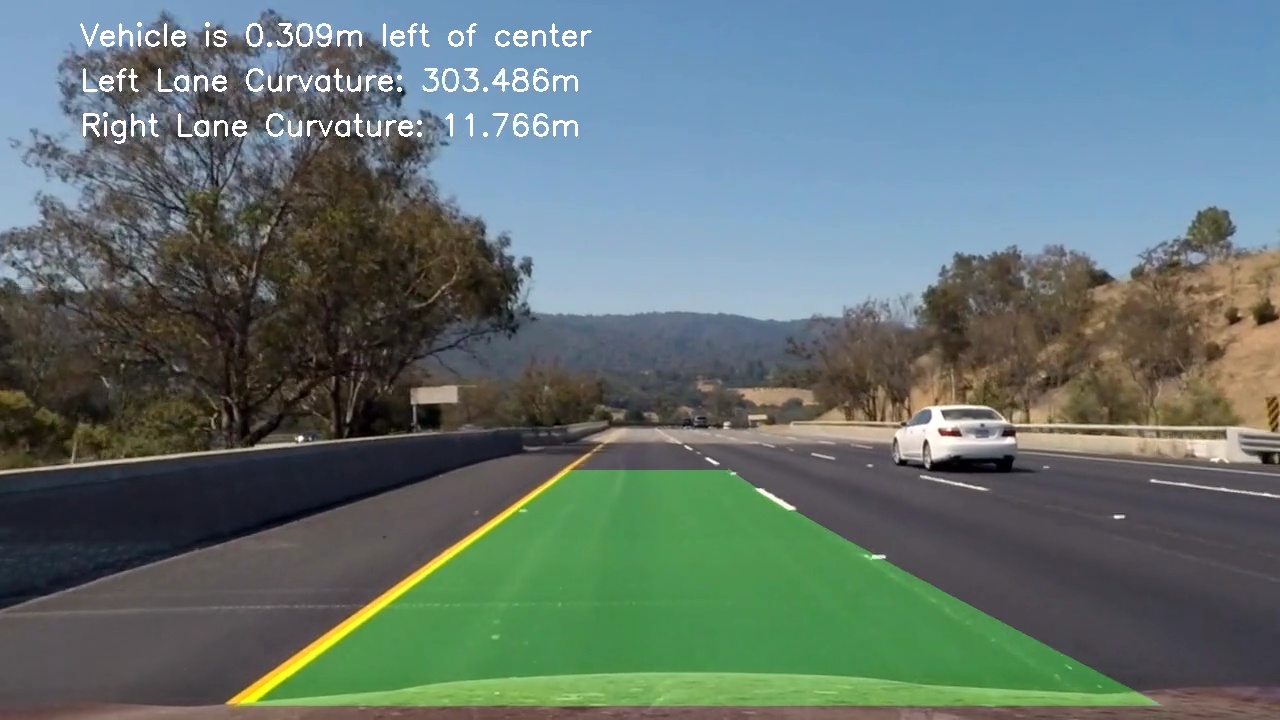 Vehicle is 0.309m left of center
Left Lane Curvature: 303.486m
Right Lane Curvature: 11.766m